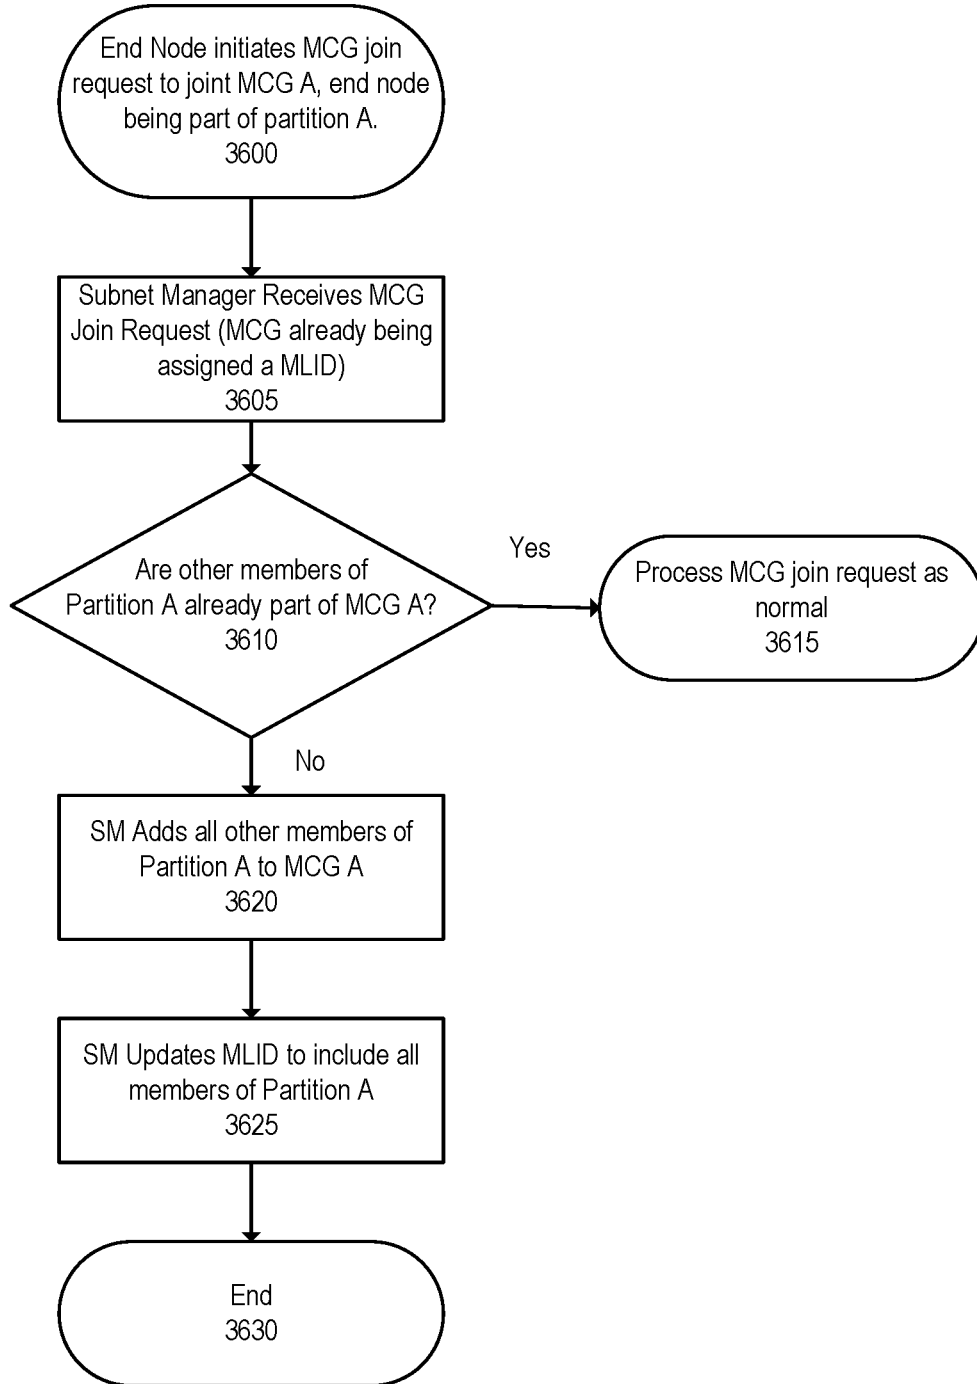 End Node initiates MCG join
request to joint MCG A, end node
being part of partition A.
3600
Subnet Manager Receives MCG
Join Request (MCG already being
assigned a MLID)
3605
Are other members of
Partition A already part of MCG A?
3610
Yes
Process MCG join request as
normal
3615
No
SM Adds all other members of
Partition A to MCG A
3620
SM Updates MLID to include all
members of Partition A
3625
End
3630